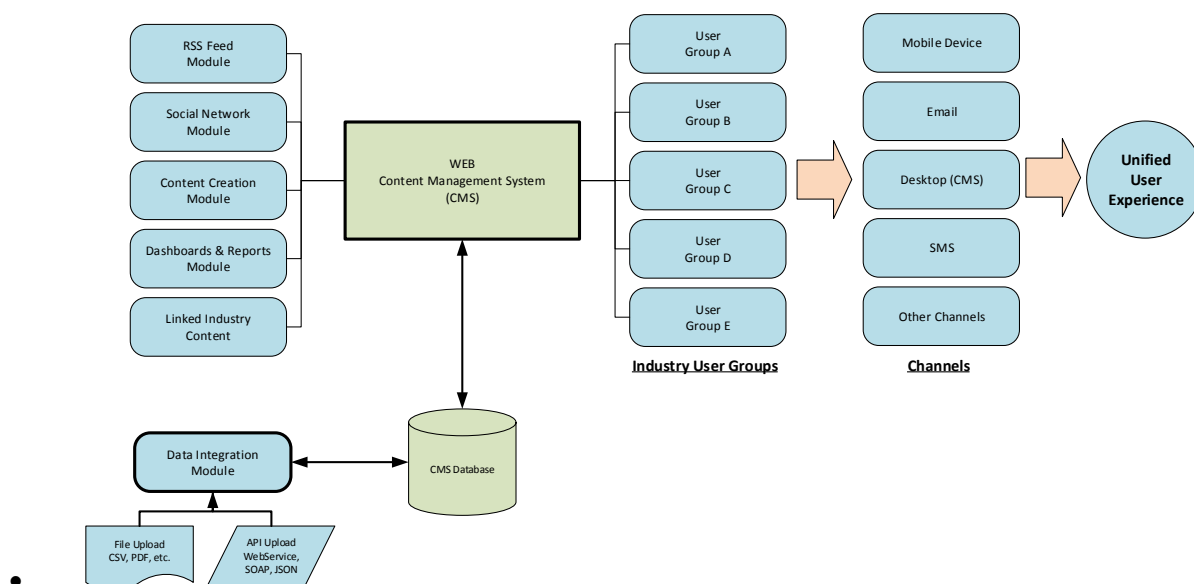 RSS Feed
Module
Social Network
Module
Content Creation
Module
Dashboards & Reports
Module
Linked Industry
Content
WEB
Content Management System
(CMS)
User
Group A
User
Group B
User
Group C
User
Group D
User
Group E
Industry User Groups
Mobile Device
Email
Desktop (CMS)
SMS
Other Channels
Channels
Unified
User
Experience
Data Integration
Module
CMS Database
File Upload
CSV, PDF, etc.
API Upload
WebService,
SOAP, JSON